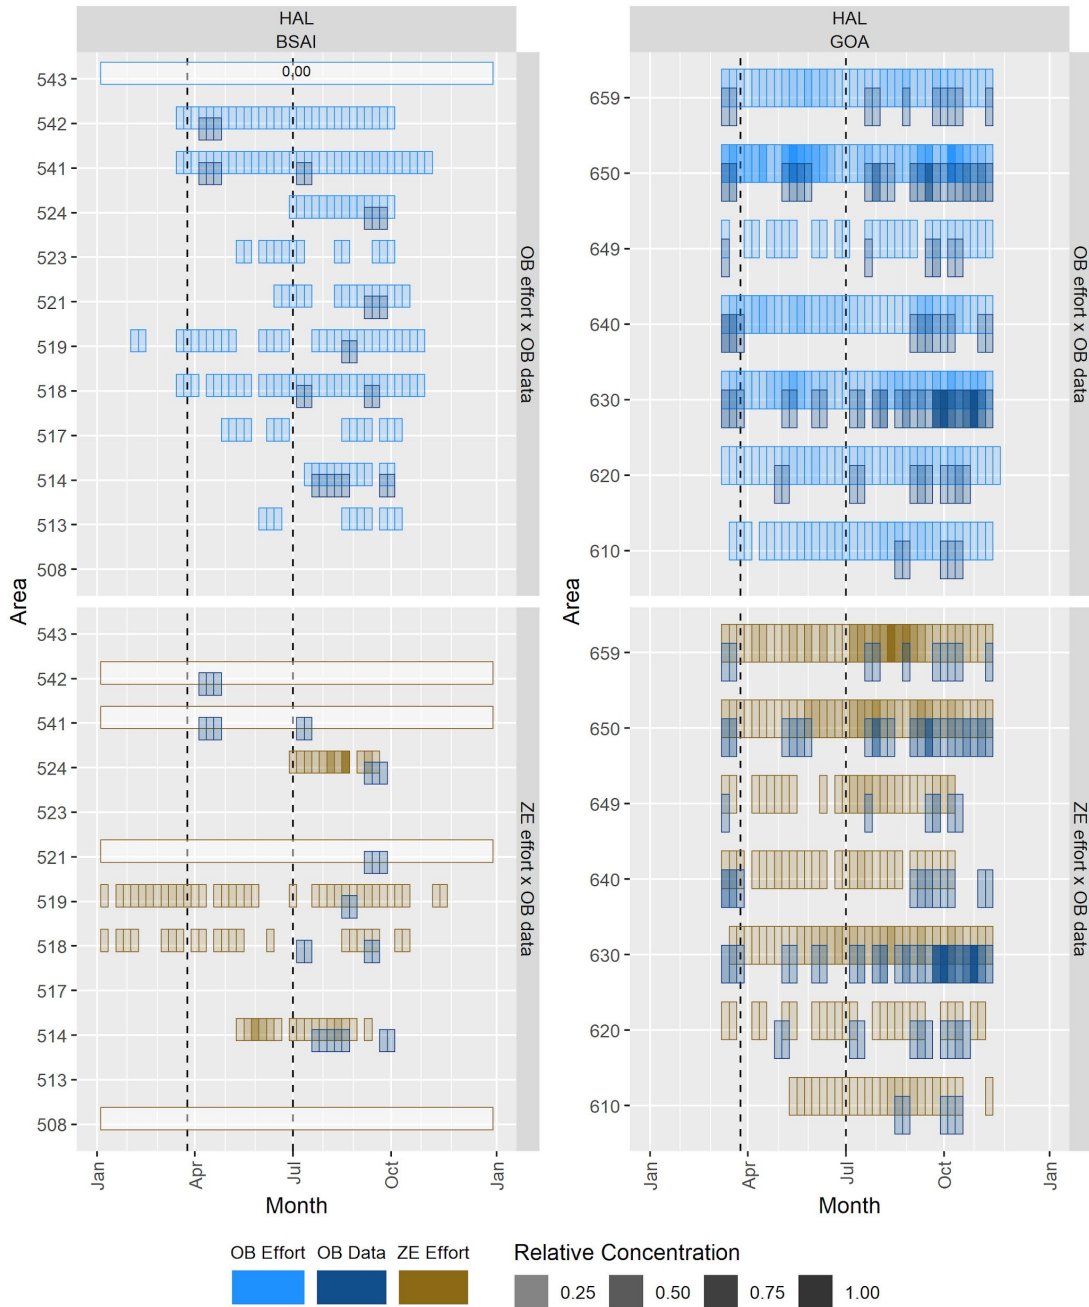 HAL
BSAI
HAL
GOA
0.00
543
542
541
524
523
521
519
518
517
514
513
508
OB effort x OB data
659
650
649
640
630
620
610
OB effort x OB data
Area
Area
543
542
541
524
523
521
519
518
517
514
513
508
ZE effort x OB data
659
650
649
640
630
620
610
ZE effort x OB data
Jan
Apr
Jul
Oct
Jan
Jan
Apr
Jul
Oct
Jan
Month
Month
OB Effort OB Data ZE Effort
Relative Concentration
0.25 0.50 0.75 1.00